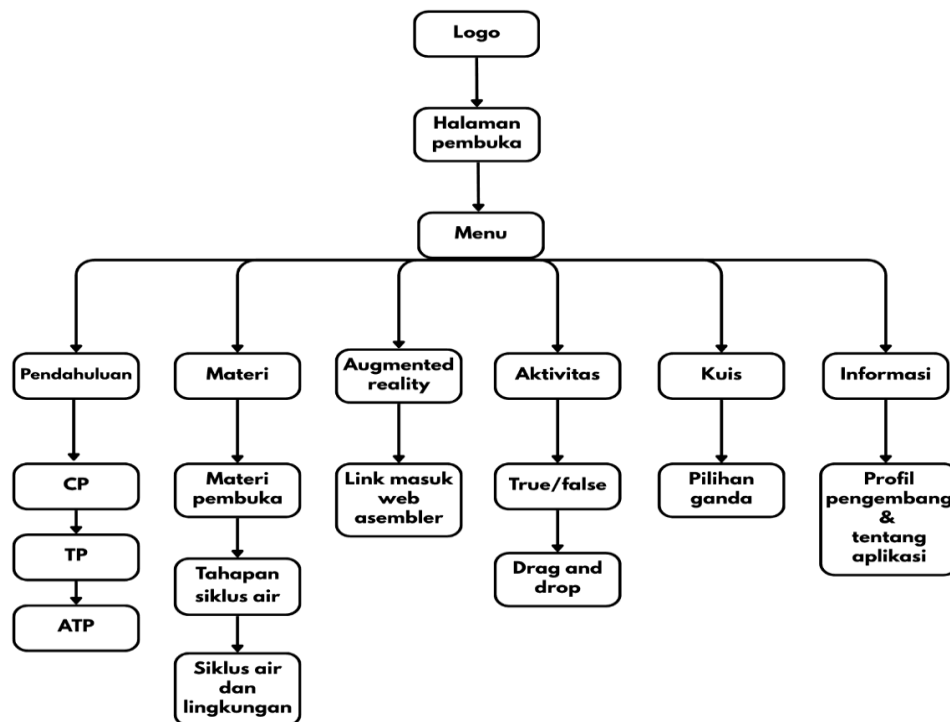 Logo
Halaman
pembuka
Menu
Pendahuluan
Materi
Augmented
reality
Aktivitas
Kuis
Informasi
CP
Materi
pembuka
Link masuk
web
asembler
True/false
Pilihan
ganda
Profil
pengembang
&
tentang
aplikasi
TP
Tahapan
siklus air
Drag and
drop
ATP
Siklus air
dan
lingkungan